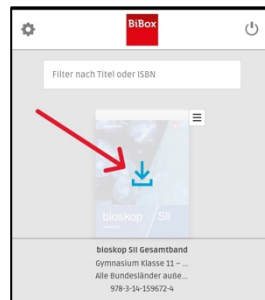 BiBox
Filter nach Titel oder ISBN
bioskop SII
bioskop SII Gesamtband
Gymnasium Klasse 11 – ...
Alle Bundesländer auße...
978-3-14-159672-4